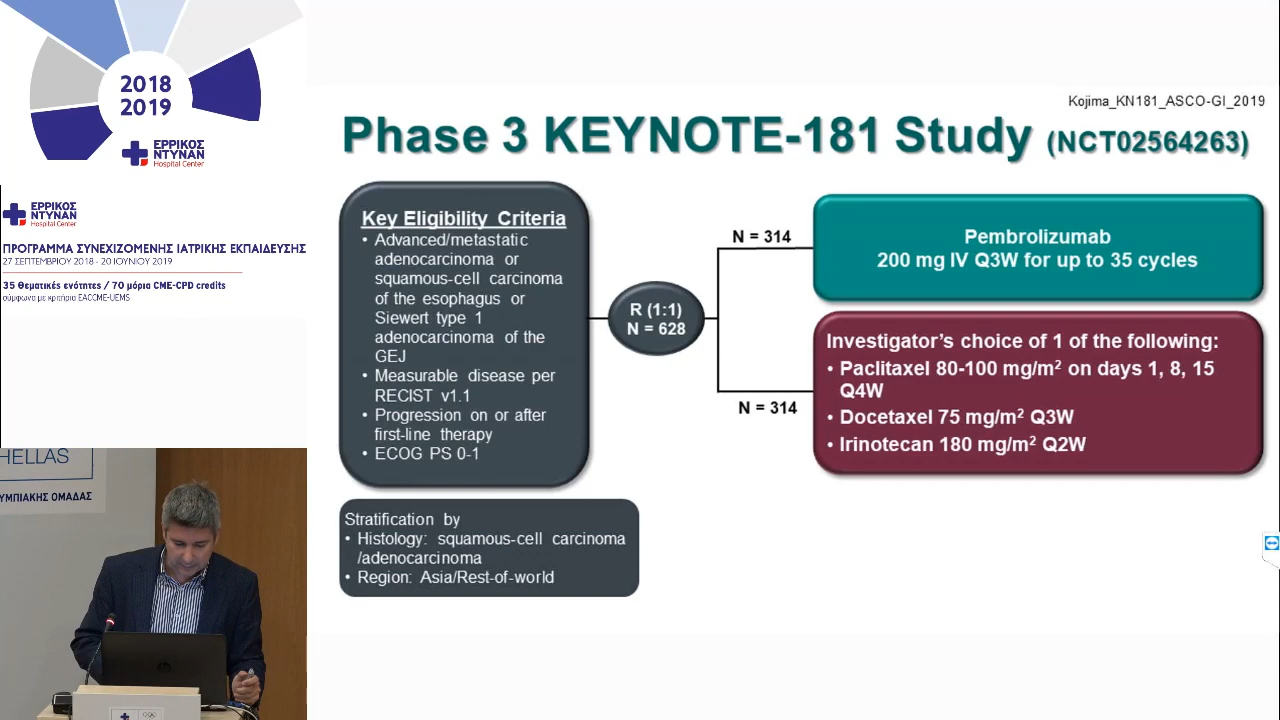 2018
2019
ΕΡΡΙΚΟΣ
ΝΤΥΝΑΝ
Hospital Center
ΕΡΡΙΚΟΣ
ΝΤΥΝΑΝ
Hospital Center
ΠΡΟΓΡΑΜΜΑ ΣΥΝΕΧΙΖΟΜΕΝΗΣ ΙΑΤΡΙΚΗΣ ΕΚΠΑΙΔΕΥΣΗΣ
27 ΣΕΠΤΕΜΒΡΙΟΥ 2018 - 20 ΙΟΥΝΙΟΥ 2019
35 Θεματικές ενότητες / 70 μόρια CME-CPD credits
σύμφωνα με κριτήρια EACCME-UEMS
HELLAS
ΥΜΠΙΑΚΗΣ ΟΜΑΔΑΣ
Kojima_KN181_ASCO-GI_2019
Phase 3 KEYNOTE-181 Study (NCT02564263)
Key Eligibility Criteria
• Advanced/metastatic
adenocarcinoma or
squamous-cell carcinoma
of the esophagus or
Siewert type 1
adenocarcinoma of the
GEJ
• Measurable disease per
RECIST v1.1
• Progression on or after
first-line therapy
• ECOG PS 0-1
R (1:1)
N = 628
N = 314
Pembrolizumab
200 mg IV Q3W for up to 35 cycles
N = 314
Investigator's choice of 1 of the following:
• Paclitaxel 80-100 mg/m² on days 1, 8, 15
Q4W
• Docetaxel 75 mg/m² Q3W
• Irinotecan 180 mg/m² Q2W
Stratification by
• Histology: squamous-cell carcinoma
/adenocarcinoma
• Region: Asia/Rest-of-world